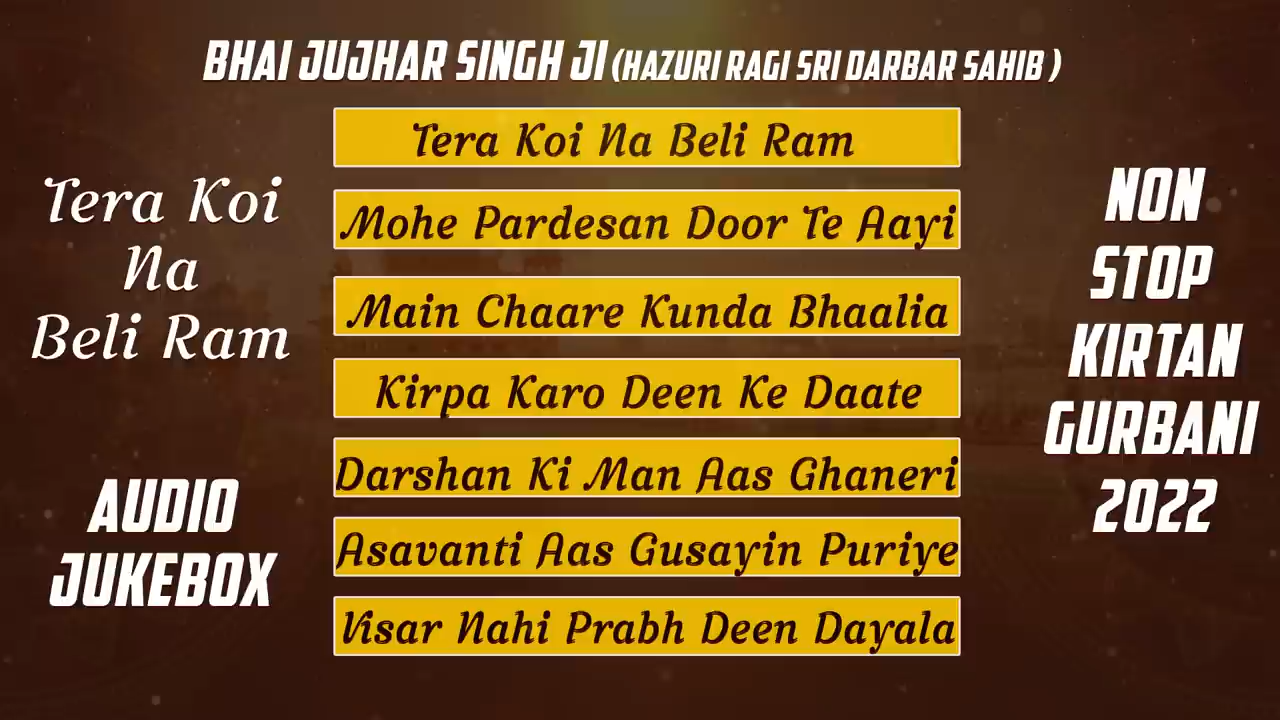 BHAI JUJHAR SINGH JI (HAZURI RAGI SRI DARBAR SAHIB )
Tera Koi
Na
Beli Ram
AUDIO
JUKEBOX
Tera Koi Na Beli Ram
Mohe Pardesan Door Te Aayi
Main Chaare Kunda Bhaalia
Kirpa Karo Deen Ke Daate
Darshan Ki Man Aas Ghaneri
Asavanti Aas Gusayin Puriye
Visar Nahi Prabh Deen Dayala
NON
STOP
KIRTAN
GURBANI
2022